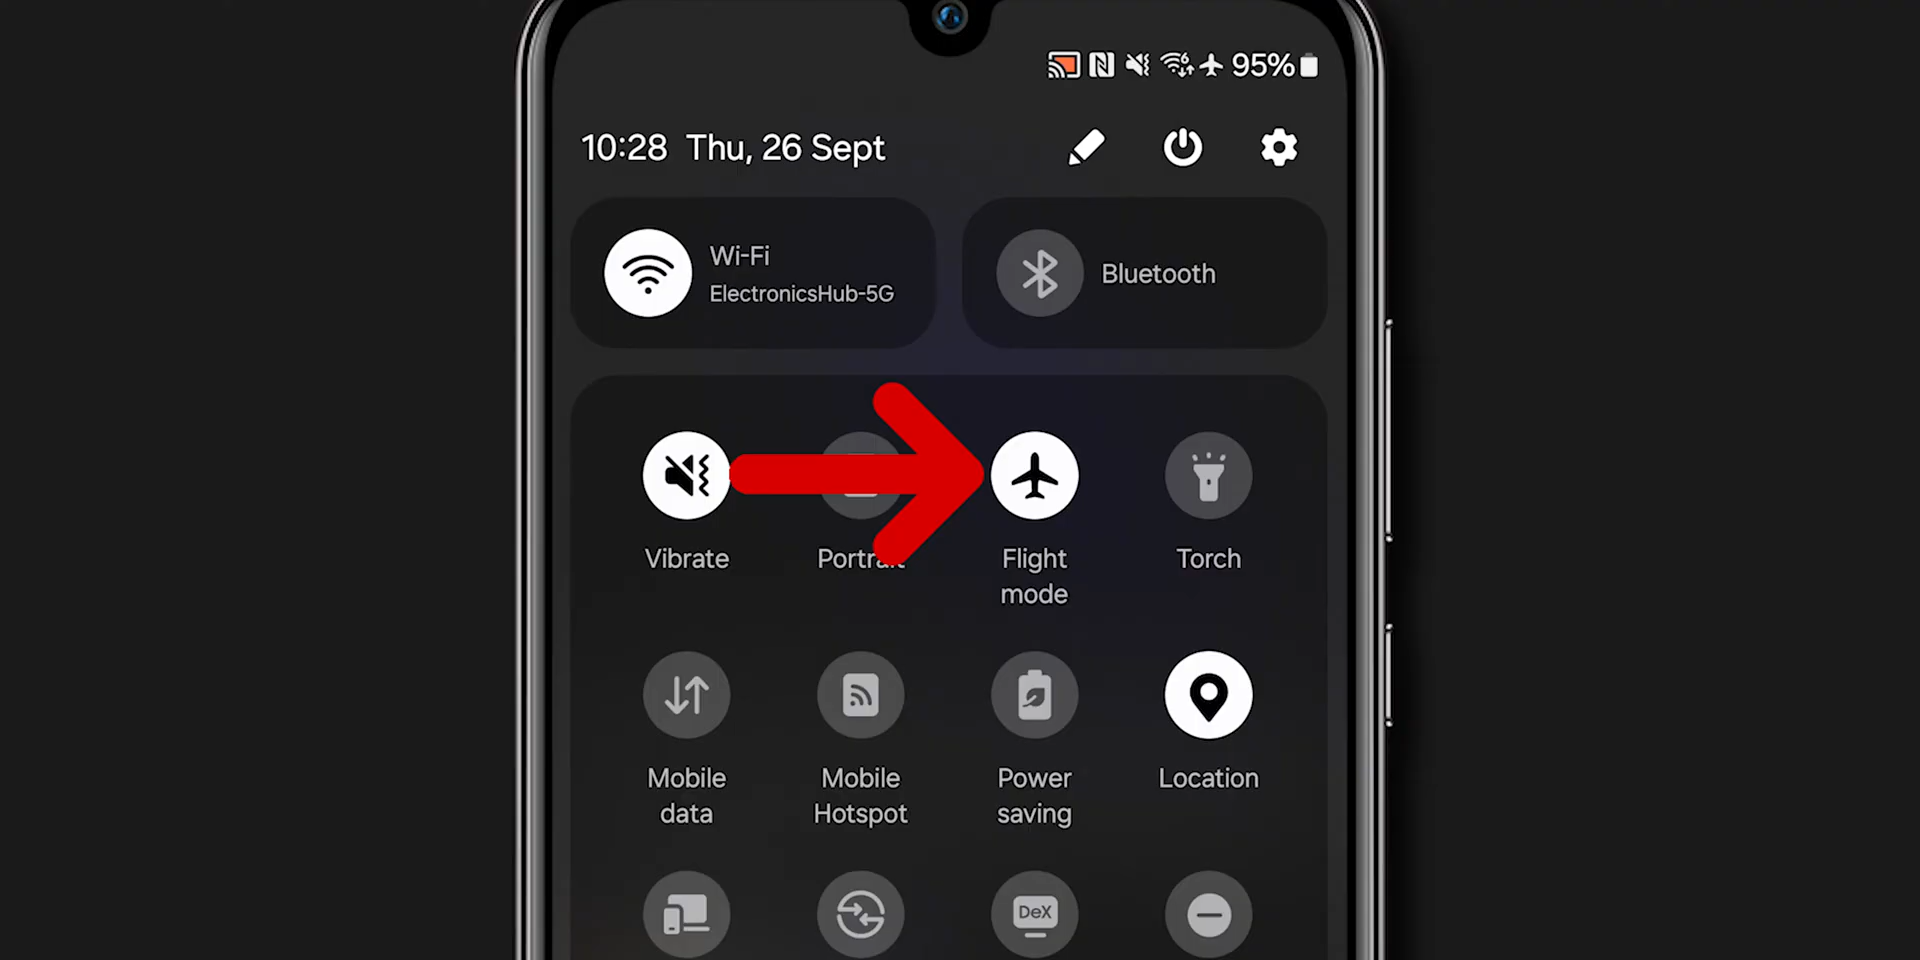 95%
10:28 Thu, 26 Sept
Wi-Fi
ElectronicsHub-5G
Bluetooth
Vibrate
Portrait
Flight
mode
Torch
Mobile
data
Mobile
Hotspot
Power
saving
Location
DeX